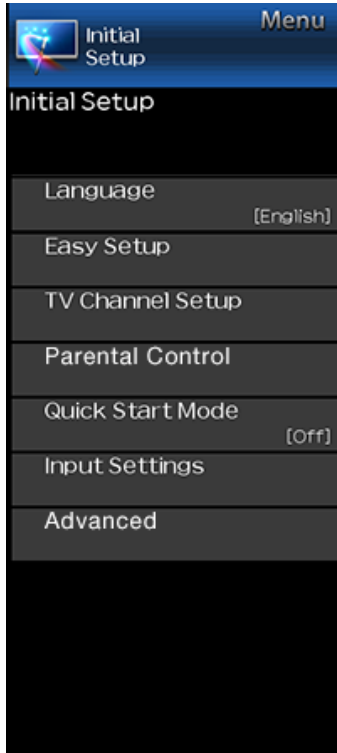 Menu
Initial
Setup
Initial Setup
Language
[English]
Easy Setup
TV Channel Setup
Parental Control
Quick Start Mode
[Off]
Input Settings
Advanced